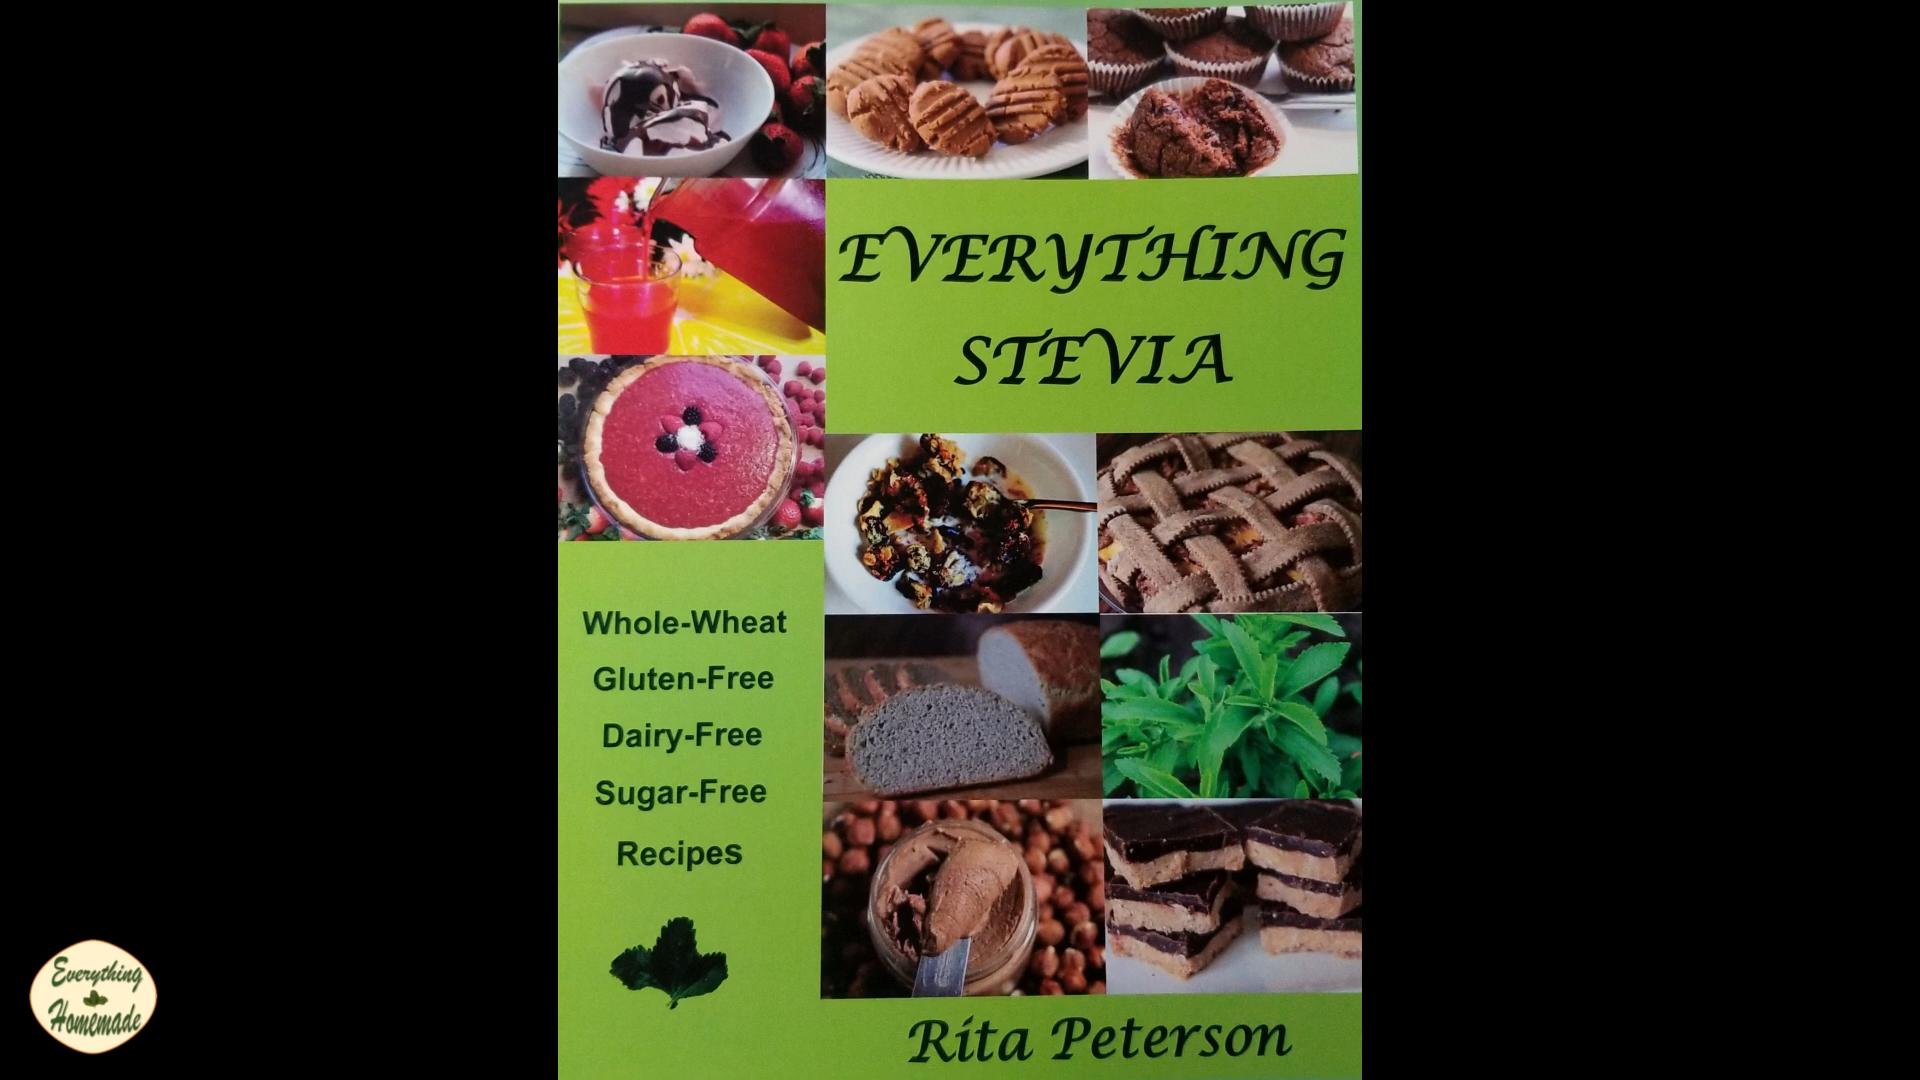 EVERYTHING
STEVIA
Whole-Wheat
Gluten-Free
Dairy-Free
Sugar-Free
Recipes
Rita Peterson
Everything
Homemade